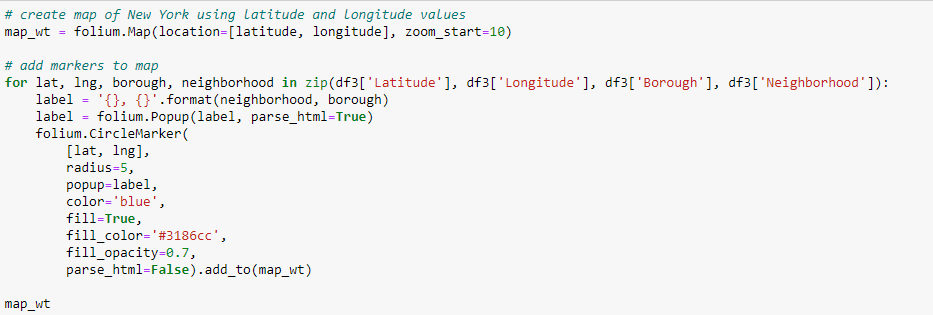 # create map of New York using latitude and longitude values
map_wt = folium.Map(location=[latitude, longitude], zoom_start=10)

# add markers to map
for lat, lng, borough, neighborhood in zip(df3['Latitude'], df3['Longitude'], df3['Borough'], df3['Neighborhood']):
    label = '{}, {}'.format(neighborhood, borough)
    label = folium.Popup(label, parse_html=True)
    folium.CircleMarker(
        [lat, lng],
        radius=5,
        popup=label,
        color='blue',
        fill=True,
        fill_color='#3186cc',
        fill_opacity=0.7,
        parse_html=False).add_to(map_wt)

map_wt